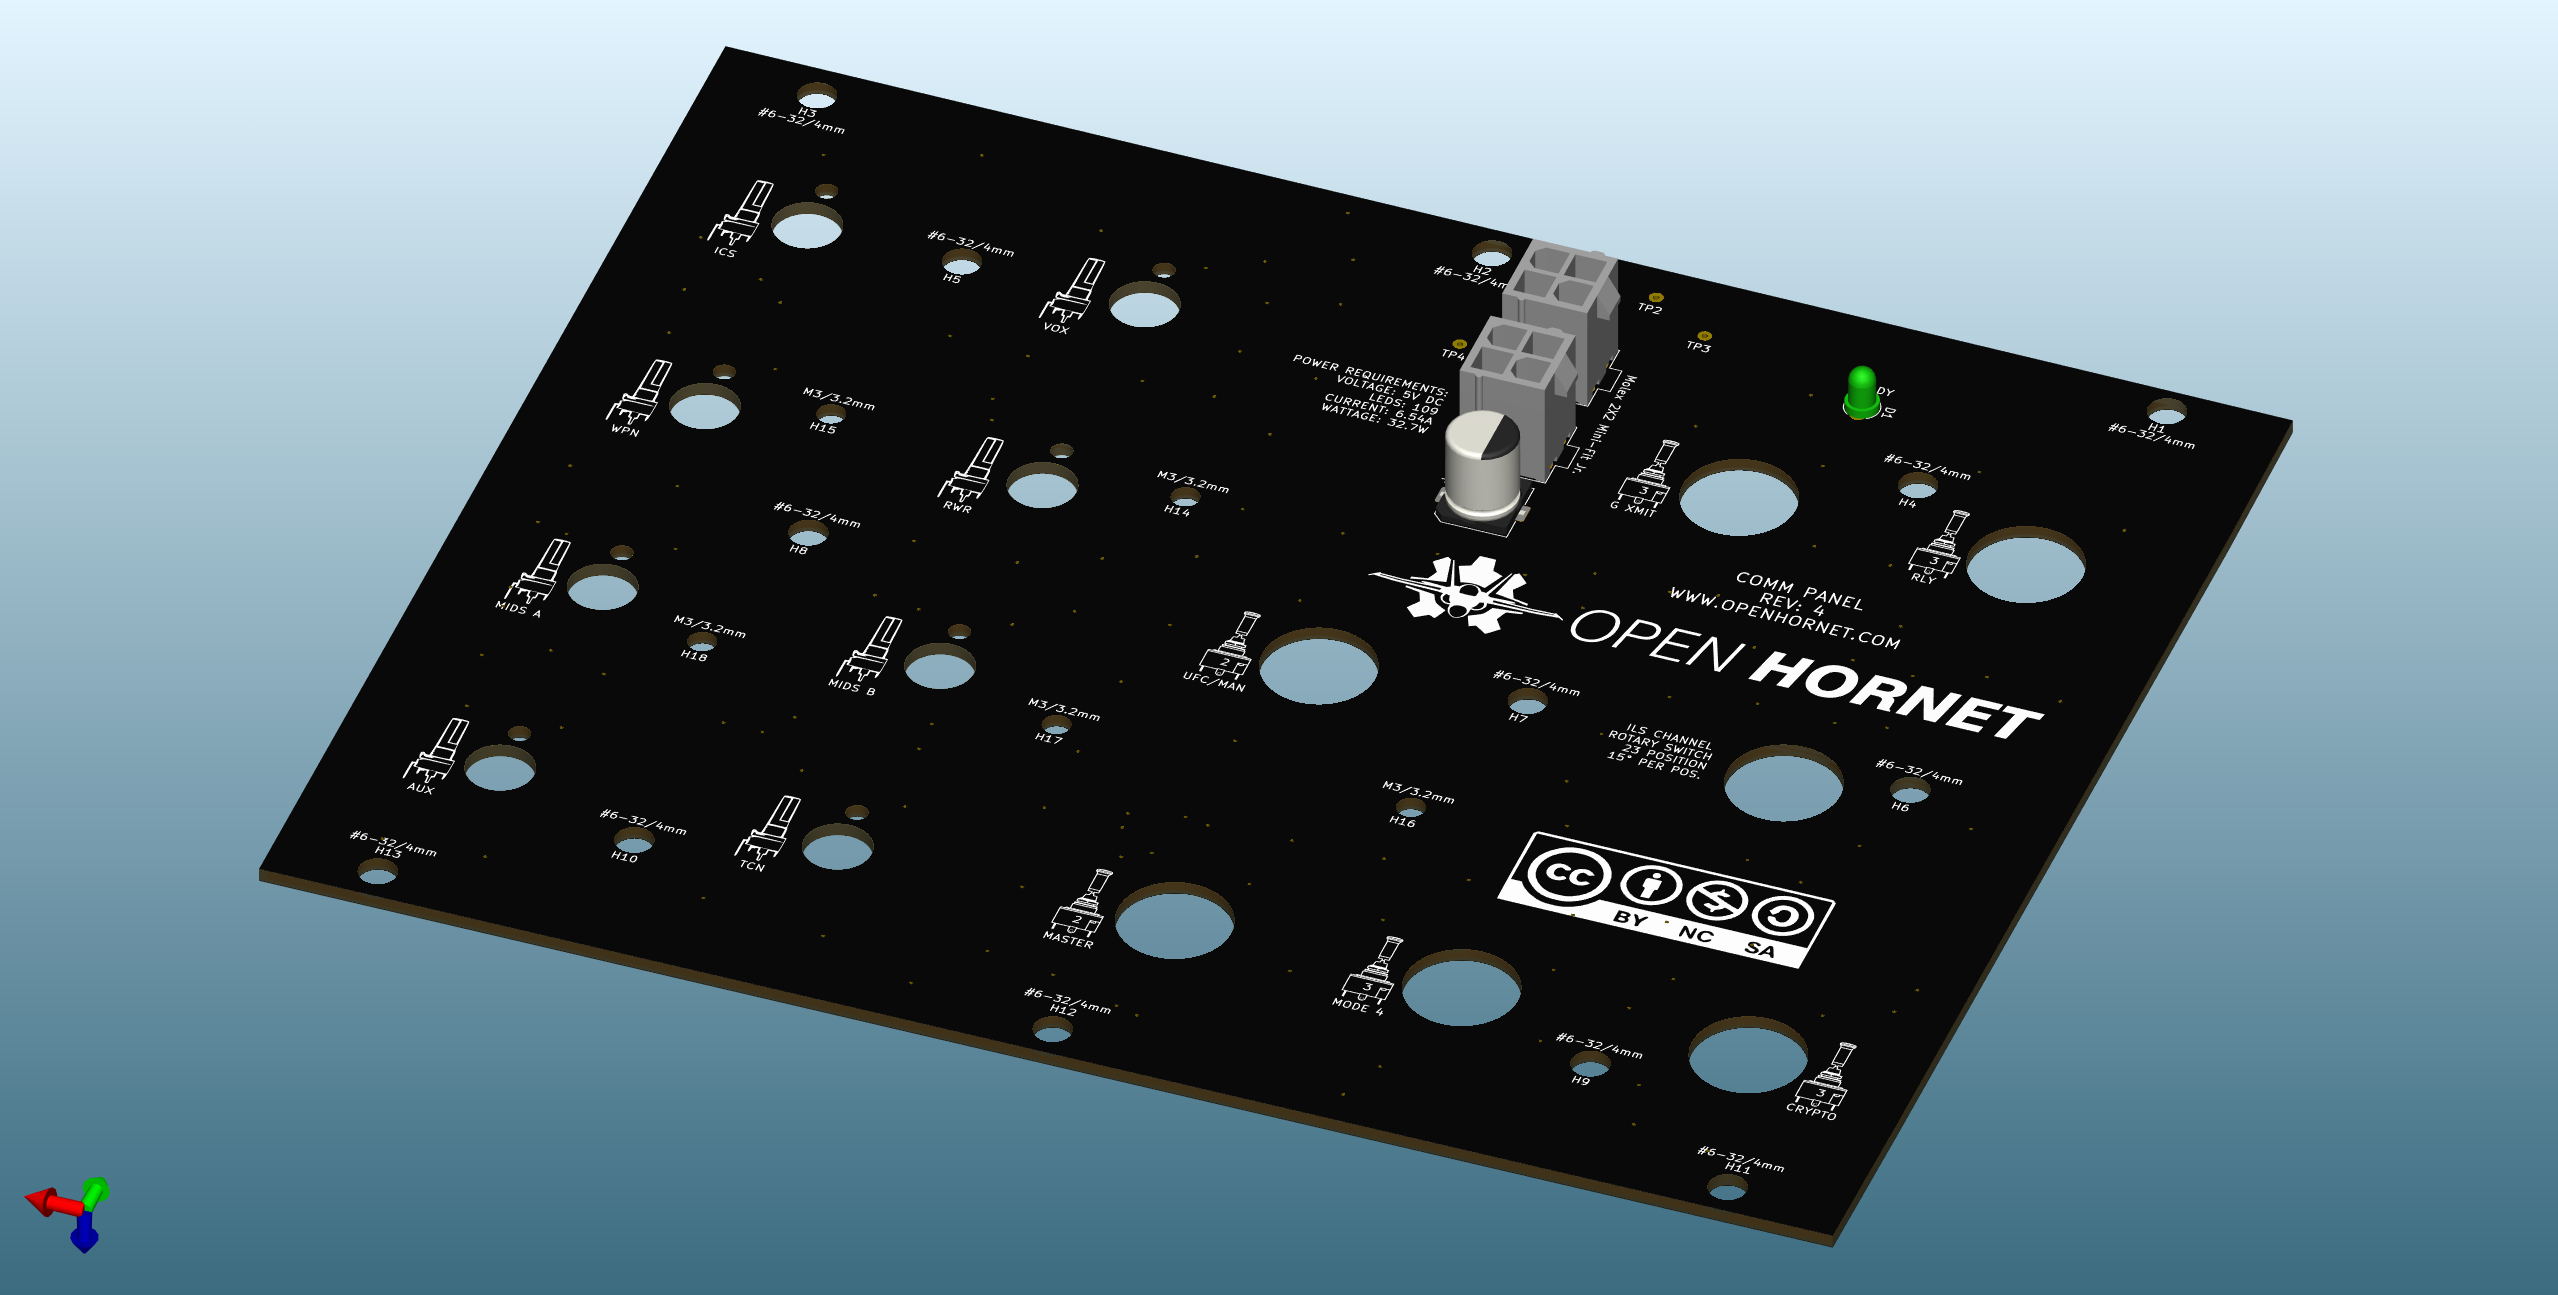 H3
#6-32/4mm
ICS
#6-32/4mm
H5
VOX
H2
#6-32/4m
TP2
TP3
TP4
POWER REQUIREMENTS:
VOLTAGE: 5V DC
LEDS: 109
CURRENT: 6.54A
WATTAGE: 32.7W
Molex 2X2 Mini-Fit Jr.
DY
D1
H1
#6-32/4mm
WPN
M3/3.2mm
H15
RWR
M3/3.2mm
H14
3
G XMIT
#6-32/4mm
H4
3
RLY
#6-32/4mm
H8
MIDS A
COMM PANEL
REV: 4
WWW.OPENHORNET.COM
OPEN HORNET
M3/3.2mm
H18
MIDS B
2
UFC/MAN
#6-32/4mm
H7
M3/3.2mm
H17
ILS CHANNEL
ROTARY SWITCH
23 POSITION
15° PER POS.
#6-32/4mm
H6
AUX
M3/3.2mm
H16
#6-32/4mm
H13
#6-32/4mm
H10
TCN
cc
BY NC SA
2
MASTER
3
MODE 4
#6-32/4mm
H12
#6-32/4mm
H9
3
CRYPTO
#6-32/4mm
H11